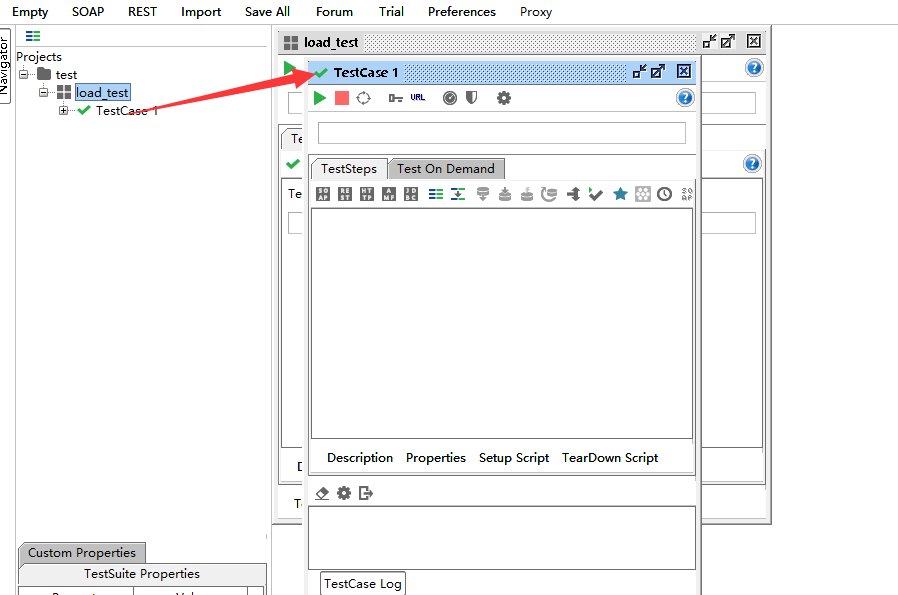 Empty SOAP REST Import Save All Forum Trial Preferences Proxy
Navigator
Projects
test
load_test
TestCase 1
load_test
TestCase 1
URL
TestSteps Test On Demand
SOAP REST HTTP AMF JDBC
Te
Te
Description Properties Setup Script TearDown Script
D
T
TestCase Log
Custom Properties
TestSuite Properties